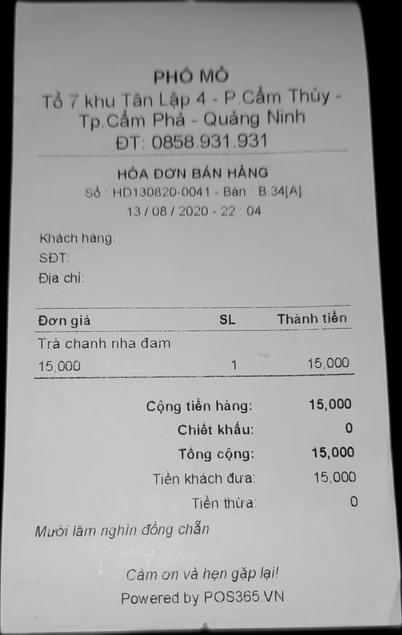 PHỐ MỎ
Tổ 7 khu Tân Lập 4 - P.Cẩm Thủy -
Tp.Cẩm Phả - Quảng Ninh
ĐT: 0858.931.931
HÓA ĐƠN BÁN HÀNG
Số : HD130820-0041 - Bàn : B.34[A]
13 / 08 / 2020 - 22 : 04
Khách hàng:
SĐT:
Địa chỉ:
Đơn giá SL Thành tiền
Trà chanh nha đam
15,000 1 15,000
Cộng tiền hàng: 15,000
Chiết khấu: 0
Tổng cộng: 15,000
Tiền khách đưa: 15,000
Tiền thừa: 0
Mười lăm nghìn đồng chẵn
Cảm ơn và hẹn gặp lại!
Powered by POS365.VN